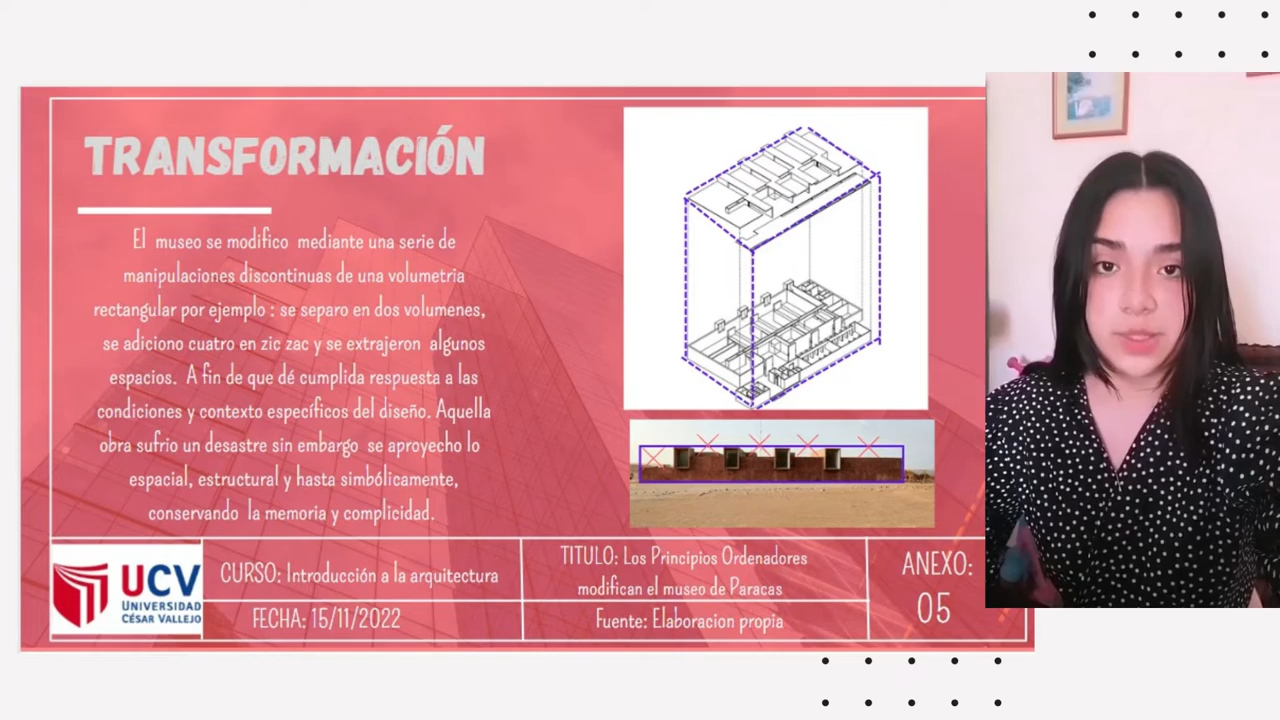 TRANSFORMACIÓN
El museo se modifico mediante una serie de
manipulaciones discontinuas de una volumetria
rectangular por ejemplo : se separo en dos volumenes,
se adiciono cuatro en zic zac y se extrajeron algunos
espacios. A fin de que dé cumplida respuesta a las
condiciones y contexto específicos del diseño. Aquella
obra sufrio un desastre sin embargo se aproyecho lo
espacial, estructural y hasta simbólicamente,
conservando la memoria y complicidad.
UCV
UNIVERSIDAD
CÉSAR VALLEJO
CURSO: Introducción a la arquitectura
FECHA: 15/11/2022
TITULO: Los Principios Ordenadores
modifican el museo de Paracas
Fuente: Elaboracion propia
ANEXO:
05